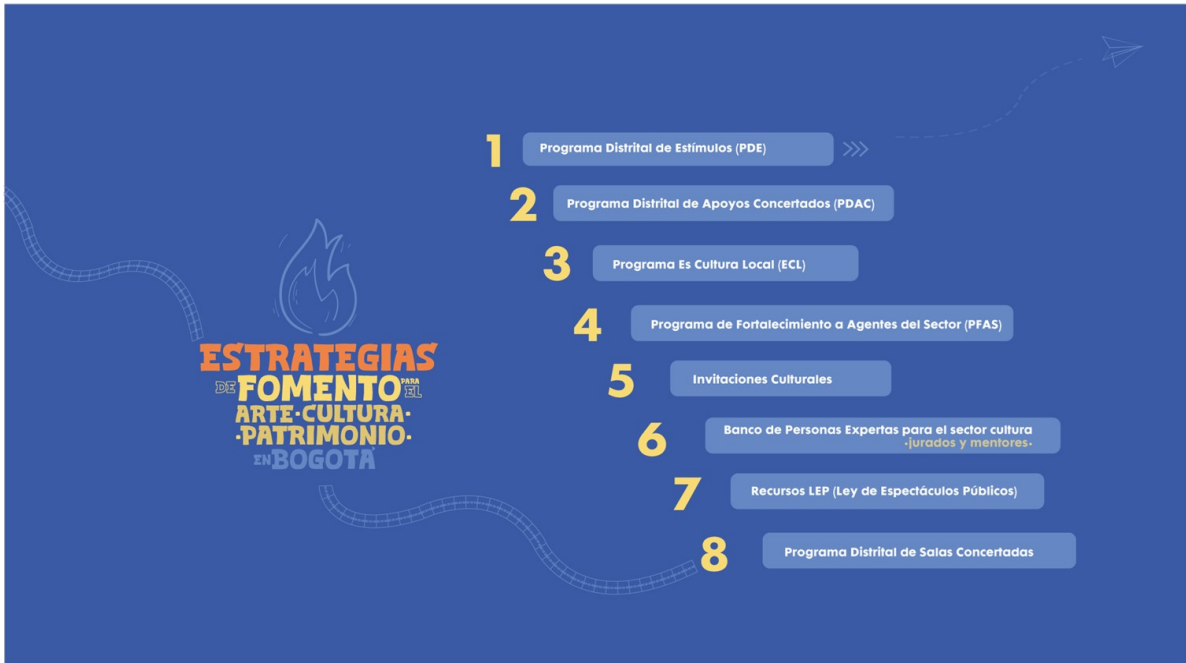 ESTRATEGIAS
DE FOMENTO PARA EL
ARTE·CULTURA·
·PATRIMONIO·
EN BOGOTÁ
1 Programa Distrital de Estímulos (PDE)
2 Programa Distrital de Apoyos Concertados (PDAC)
3 Programa Es Cultura Local (ECL)
4 Programa de Fortalecimiento a Agentes del Sector (PFAS)
5 Invitaciones Culturales
6 Banco de Personas Expertas para el sector cultura
·Jurados y mentores·
7 Recursos LEP (Ley de Espectáculos Públicos)
8 Programa Distrital de Salas Concertadas